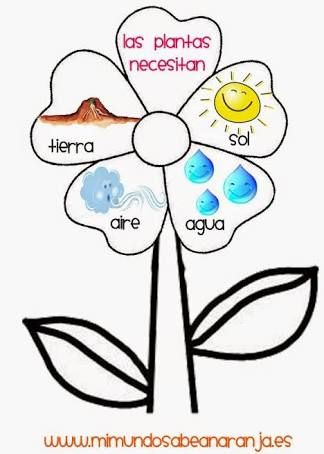 las plantas
necesitan
tierra
sol
aire
agua
www.mimundosabeanaranja.es